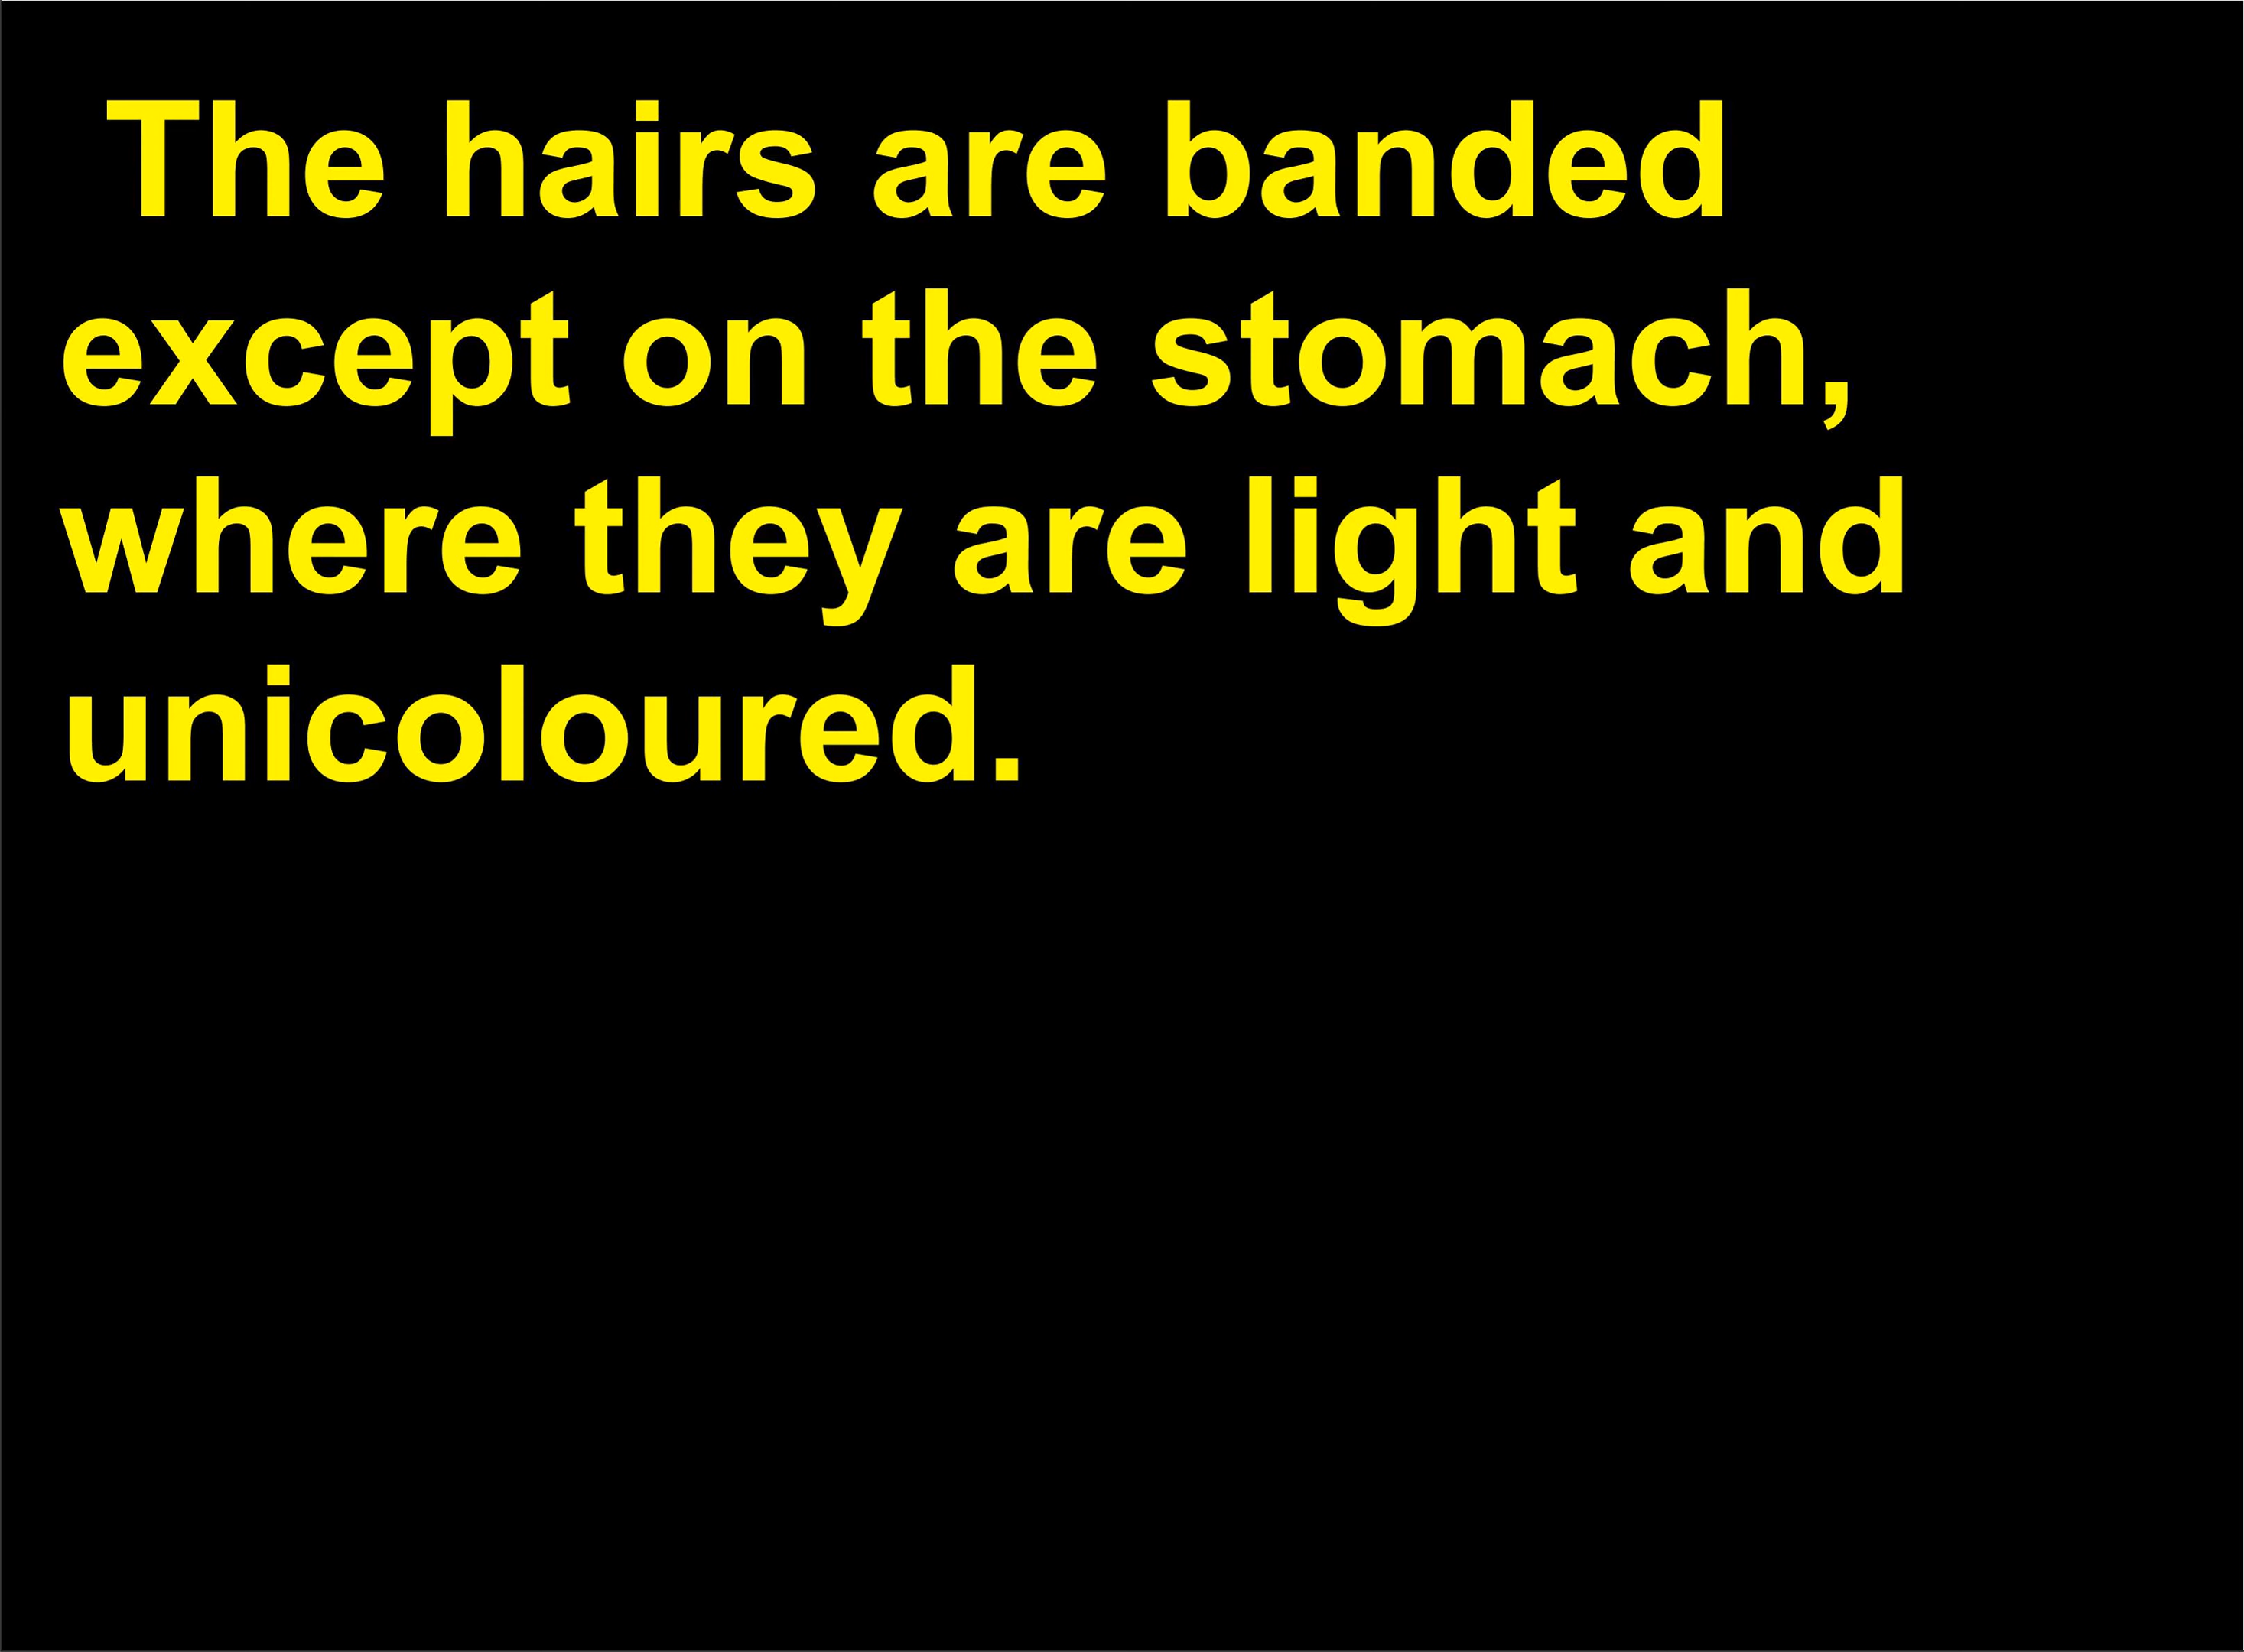 The hairs are banded
except on the stomach,
where they are light and
unicoloured.